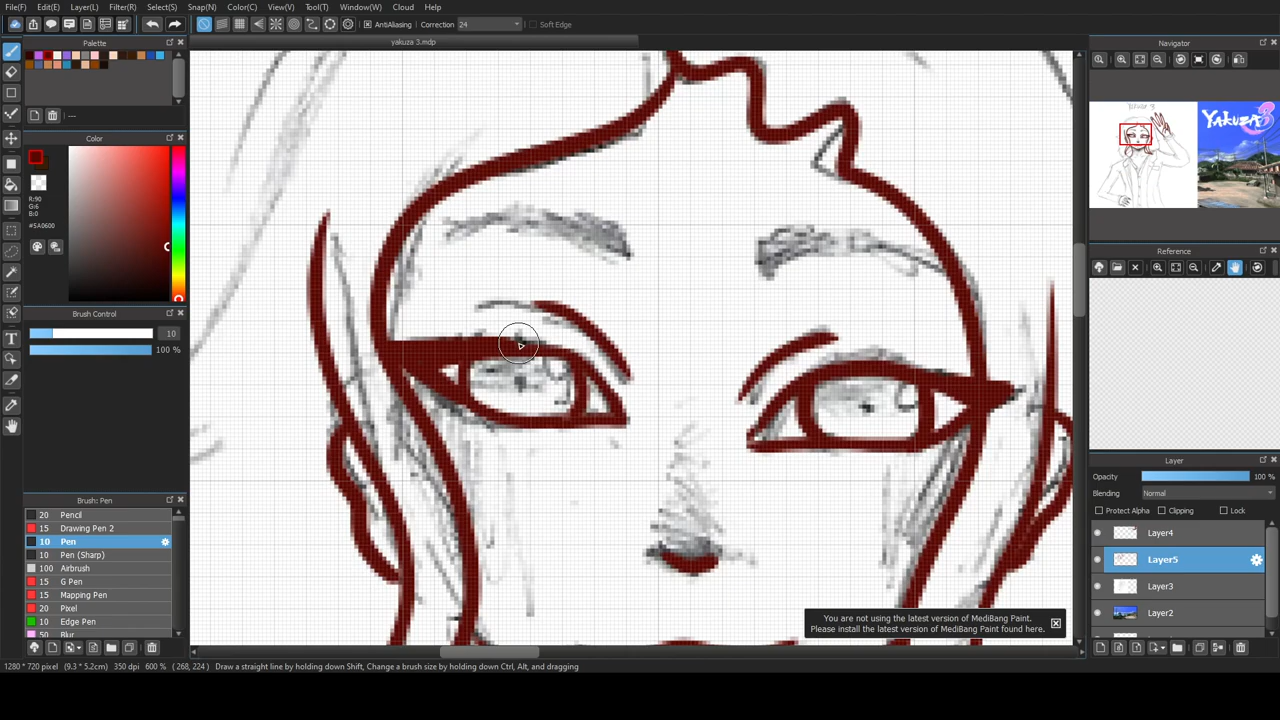 File(F) Edit(E) Layer(L) Filter(R) Select(S) Snap(N) Color(C) View(V) Tool(T) Window(W) Cloud Help
AntiAliasing Correction 24 Soft Edge
Palette
yakuza 3.mdp
Navigator
---
YAKUZA 3
YAKUZA 3
Color
R:90
G:6
B:0
#5A0600
Reference
Brush Control
10
100 %
Layer
Opacity 100 %
Blending Normal
Protect Alpha Clipping Lock
Brush: Pen
20 Pencil
15 Drawing Pen 2
10 Pen
10 Pen (Sharp)
100 Airbrush
15 G Pen
15 Mapping Pen
20 Pixel
10 Edge Pen
50 Blur
Layer4
Layer5
Layer3
Layer2
You are not using the latest version of MediBang Paint.
Please install the latest version of MediBang Paint found here.
1280 * 720 pixel (9.3 * 5.2cm) 350 dpi 600 % (268, 224) Draw a straight line by holding down Shift, Change a brush size by holding down Ctrl, Alt, and dragging